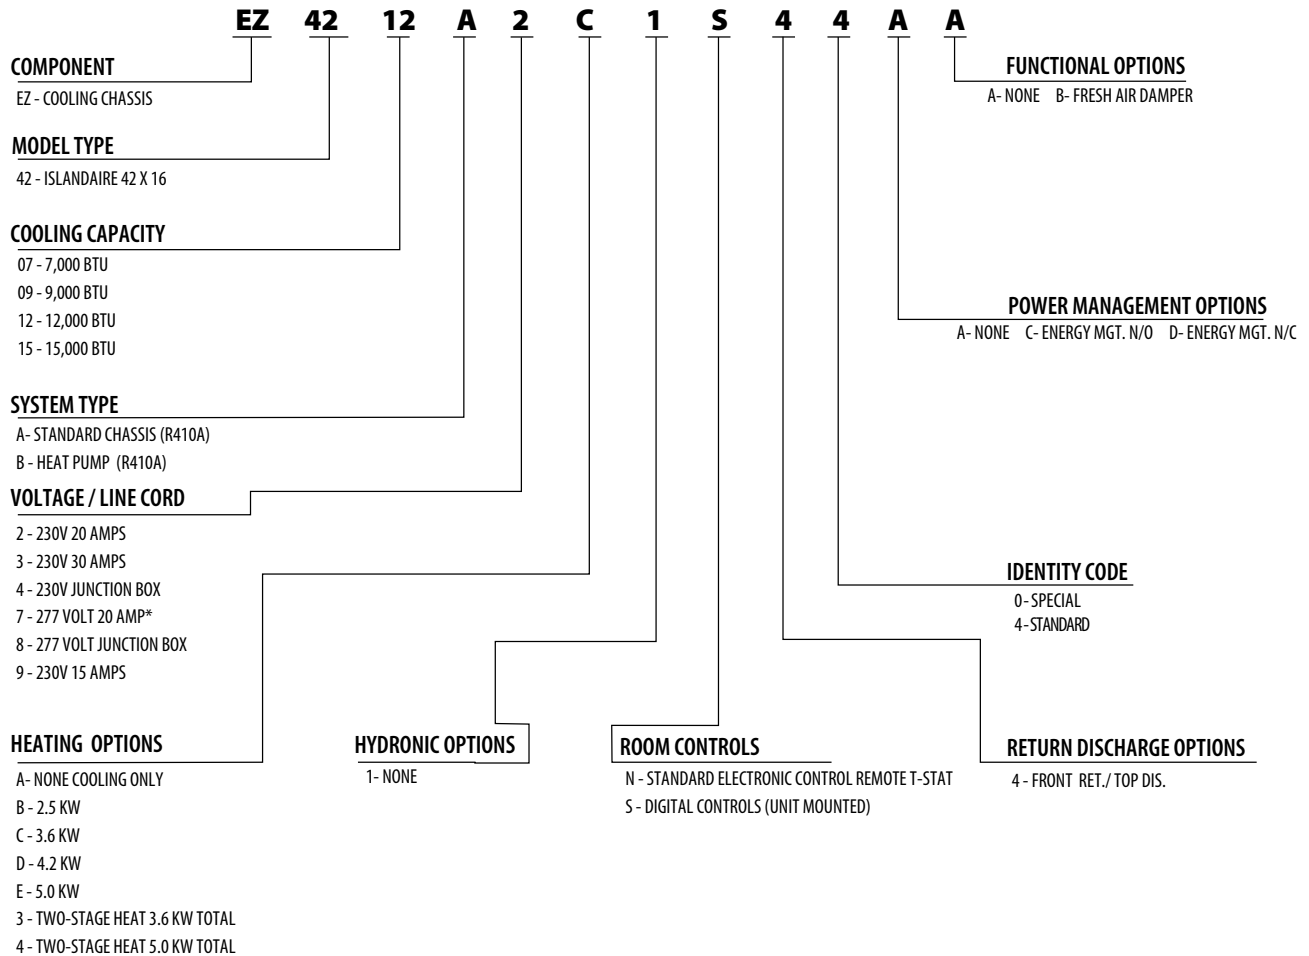 EZ 42 12 A 2 C 1 S 4 4 A A
COMPONENT
EZ - COOLING CHASSIS
MODEL TYPE
42 - ISLANDAIRE 42 X 16
COOLING CAPACITY
07 - 7,000 BTU
09 - 9,000 BTU
12 - 12,000 BTU
15 - 15,000 BTU
SYSTEM TYPE
A- STANDARD CHASSIS (R410A)
B - HEAT PUMP (R410A)
VOLTAGE / LINE CORD
2 - 230V 20 AMPS
3 - 230V 30 AMPS
4 - 230V JUNCTION BOX
7 - 277 VOLT 20 AMP*
8 - 277 VOLT JUNCTION BOX
9 - 230V 15 AMPS
HEATING OPTIONS
A- NONE COOLING ONLY
B - 2.5 KW
C - 3.6 KW
D - 4.2 KW
E - 5.0 KW
3 - TWO-STAGE HEAT 3.6 KW TOTAL
4 - TWO-STAGE HEAT 5.0 KW TOTAL
HYDRONIC OPTIONS
1- NONE
ROOM CONTROLS
N - STANDARD ELECTRONIC CONTROL REMOTE T-STAT
S - DIGITAL CONTROLS (UNIT MOUNTED)
RETURN DISCHARGE OPTIONS
4 - FRONT RET./ TOP DIS.
IDENTITY CODE
0- SPECIAL
4 -STANDARD
POWER MANAGEMENT OPTIONS
A- NONE C- ENERGY MGT. N/O D- ENERGY MGT. N/C
FUNCTIONAL OPTIONS
A- NONE B- FRESH AIR DAMPER